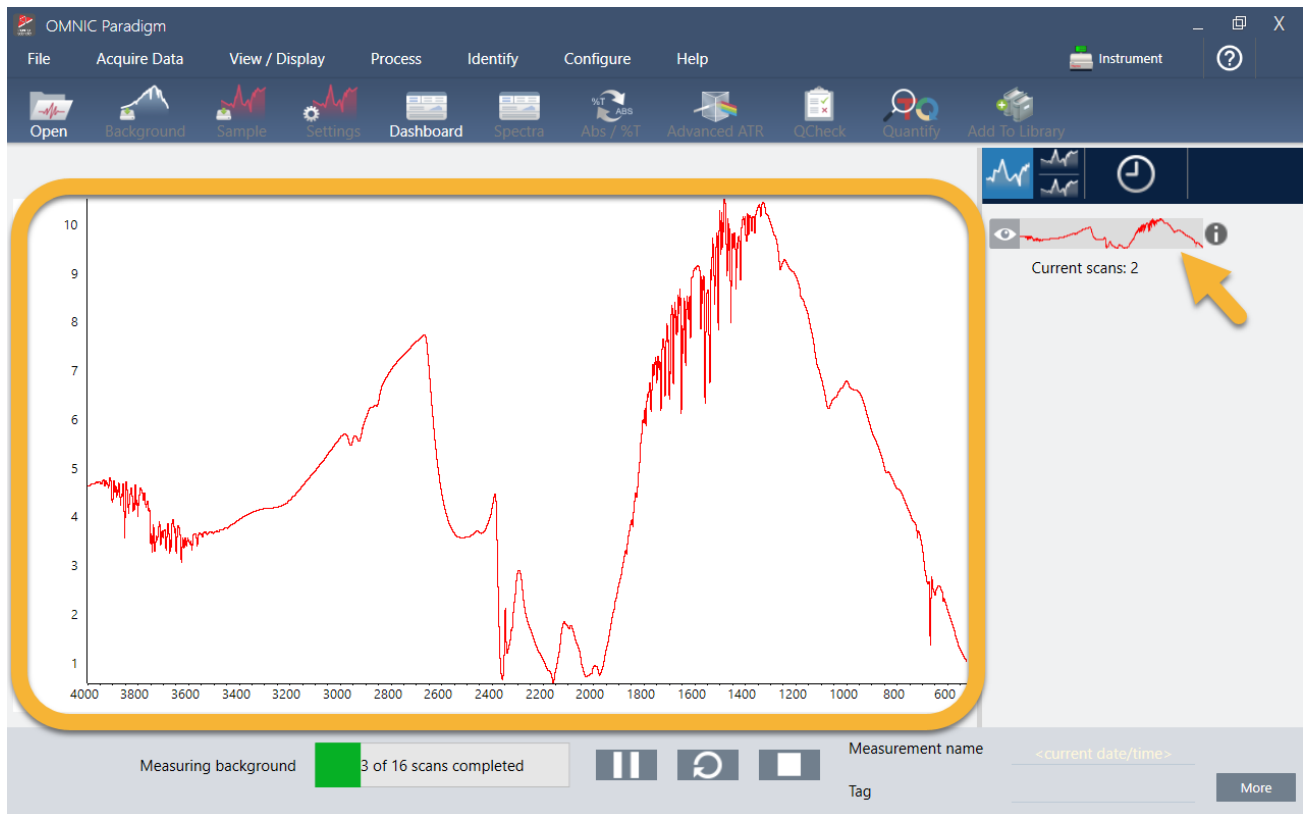 OMNIC Paradigm
_ X
File Acquire Data View / Display Process Identify Configure Help Instrument ?
%T ABS
Open Background Sample Settings Dashboard Spectra Abs / %T Advanced ATR QCheck Quantify Add To Library
i
Current scans: 2
10
9
8
7
6
5
4
3
2
1
4000 3800 3600 3400 3200 3000 2800 2600 2400 2200 2000 1800 1600 1400 1200 1000 800 600
Measuring background 3 of 16 scans completed
Measurement name <current date/time>
Tag
More